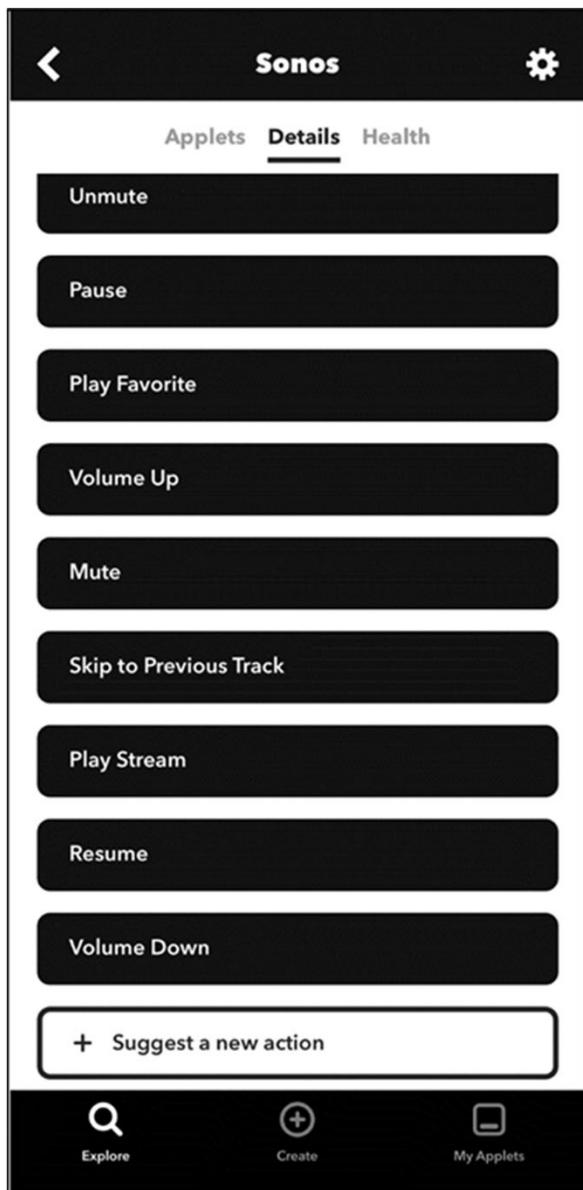 Sonos
Applets Details Health
Unmute
Pause
Play Favorite
Volume Up
Mute
Skip to Previous Track
Play Stream
Resume
Volume Down
+ Suggest a new action
Explore Create My Applets